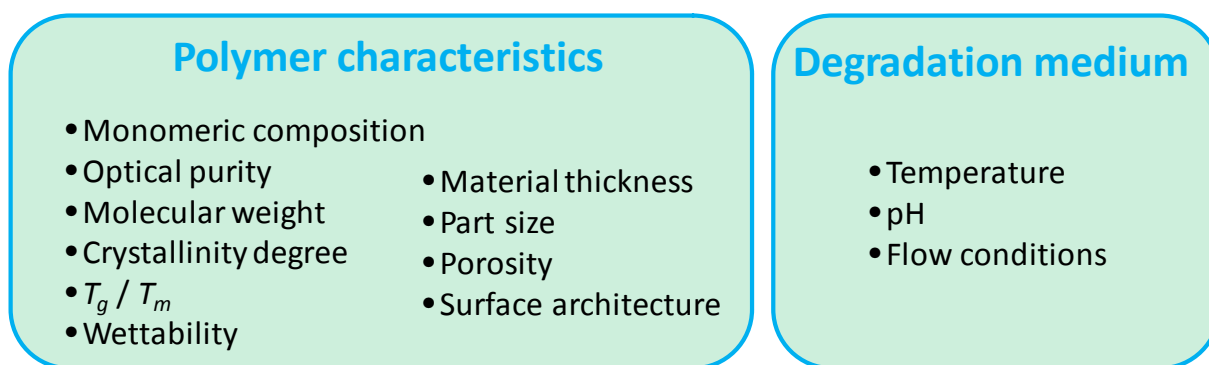 Polymer characteristics
• Monomeric composition
• Optical purity
• Molecular weight
• Crystallinity degree
• Tg / Tm
• Wettability
• Material thickness
• Part size
• Porosity
• Surface architecture
Degradation medium
• Temperature
• pH
• Flow conditions